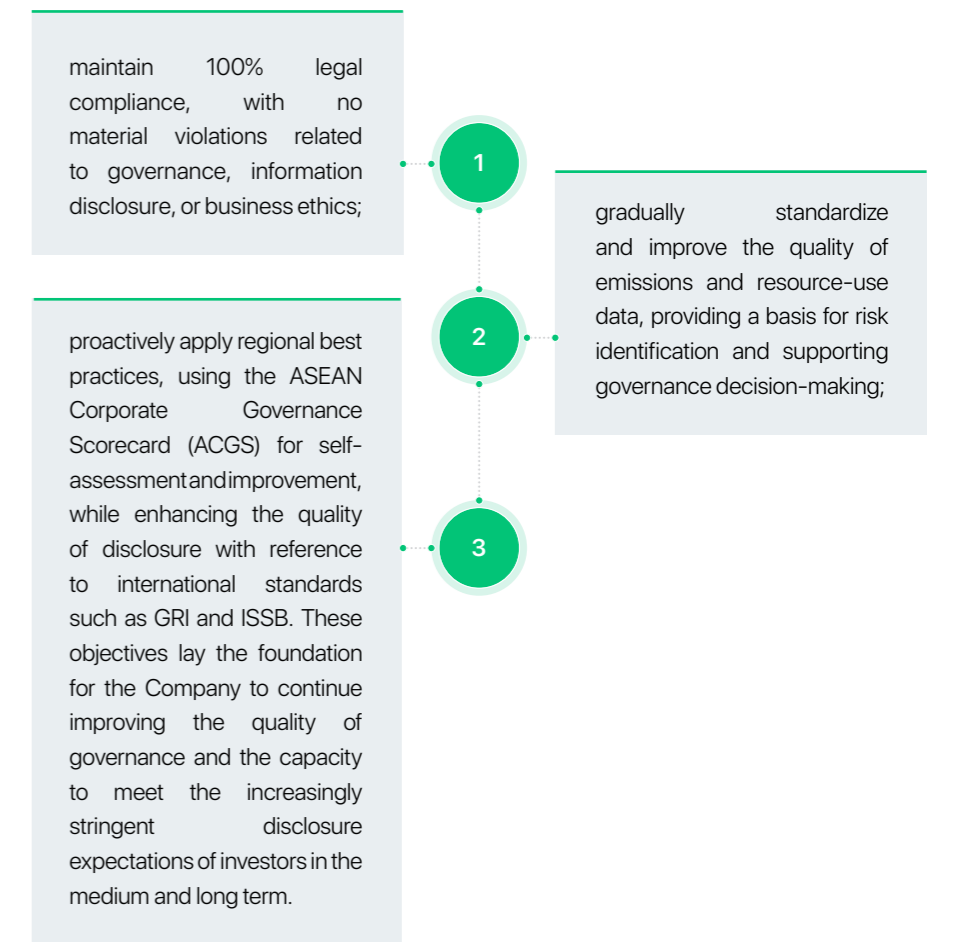 maintain 100% legal
compliance, with no
material violations related
to governance, information
disclosure, or business ethics;
1
gradually standardize
and improve the quality of
emissions and resource-use
data, providing a basis for risk
identification and supporting
governance decision-making;
2
proactively apply regional best
practices, using the ASEAN
Corporate Governance
Scorecard (ACGS) for self-
assessment and improvement,
while enhancing the quality
of disclosure with reference
to international standards
such as GRI and ISSB. These
objectives lay the foundation
for the Company to continue
improving the quality of
governance and the capacity
to meet the increasingly
stringent disclosure
expectations of investors in the
medium and long term.
3